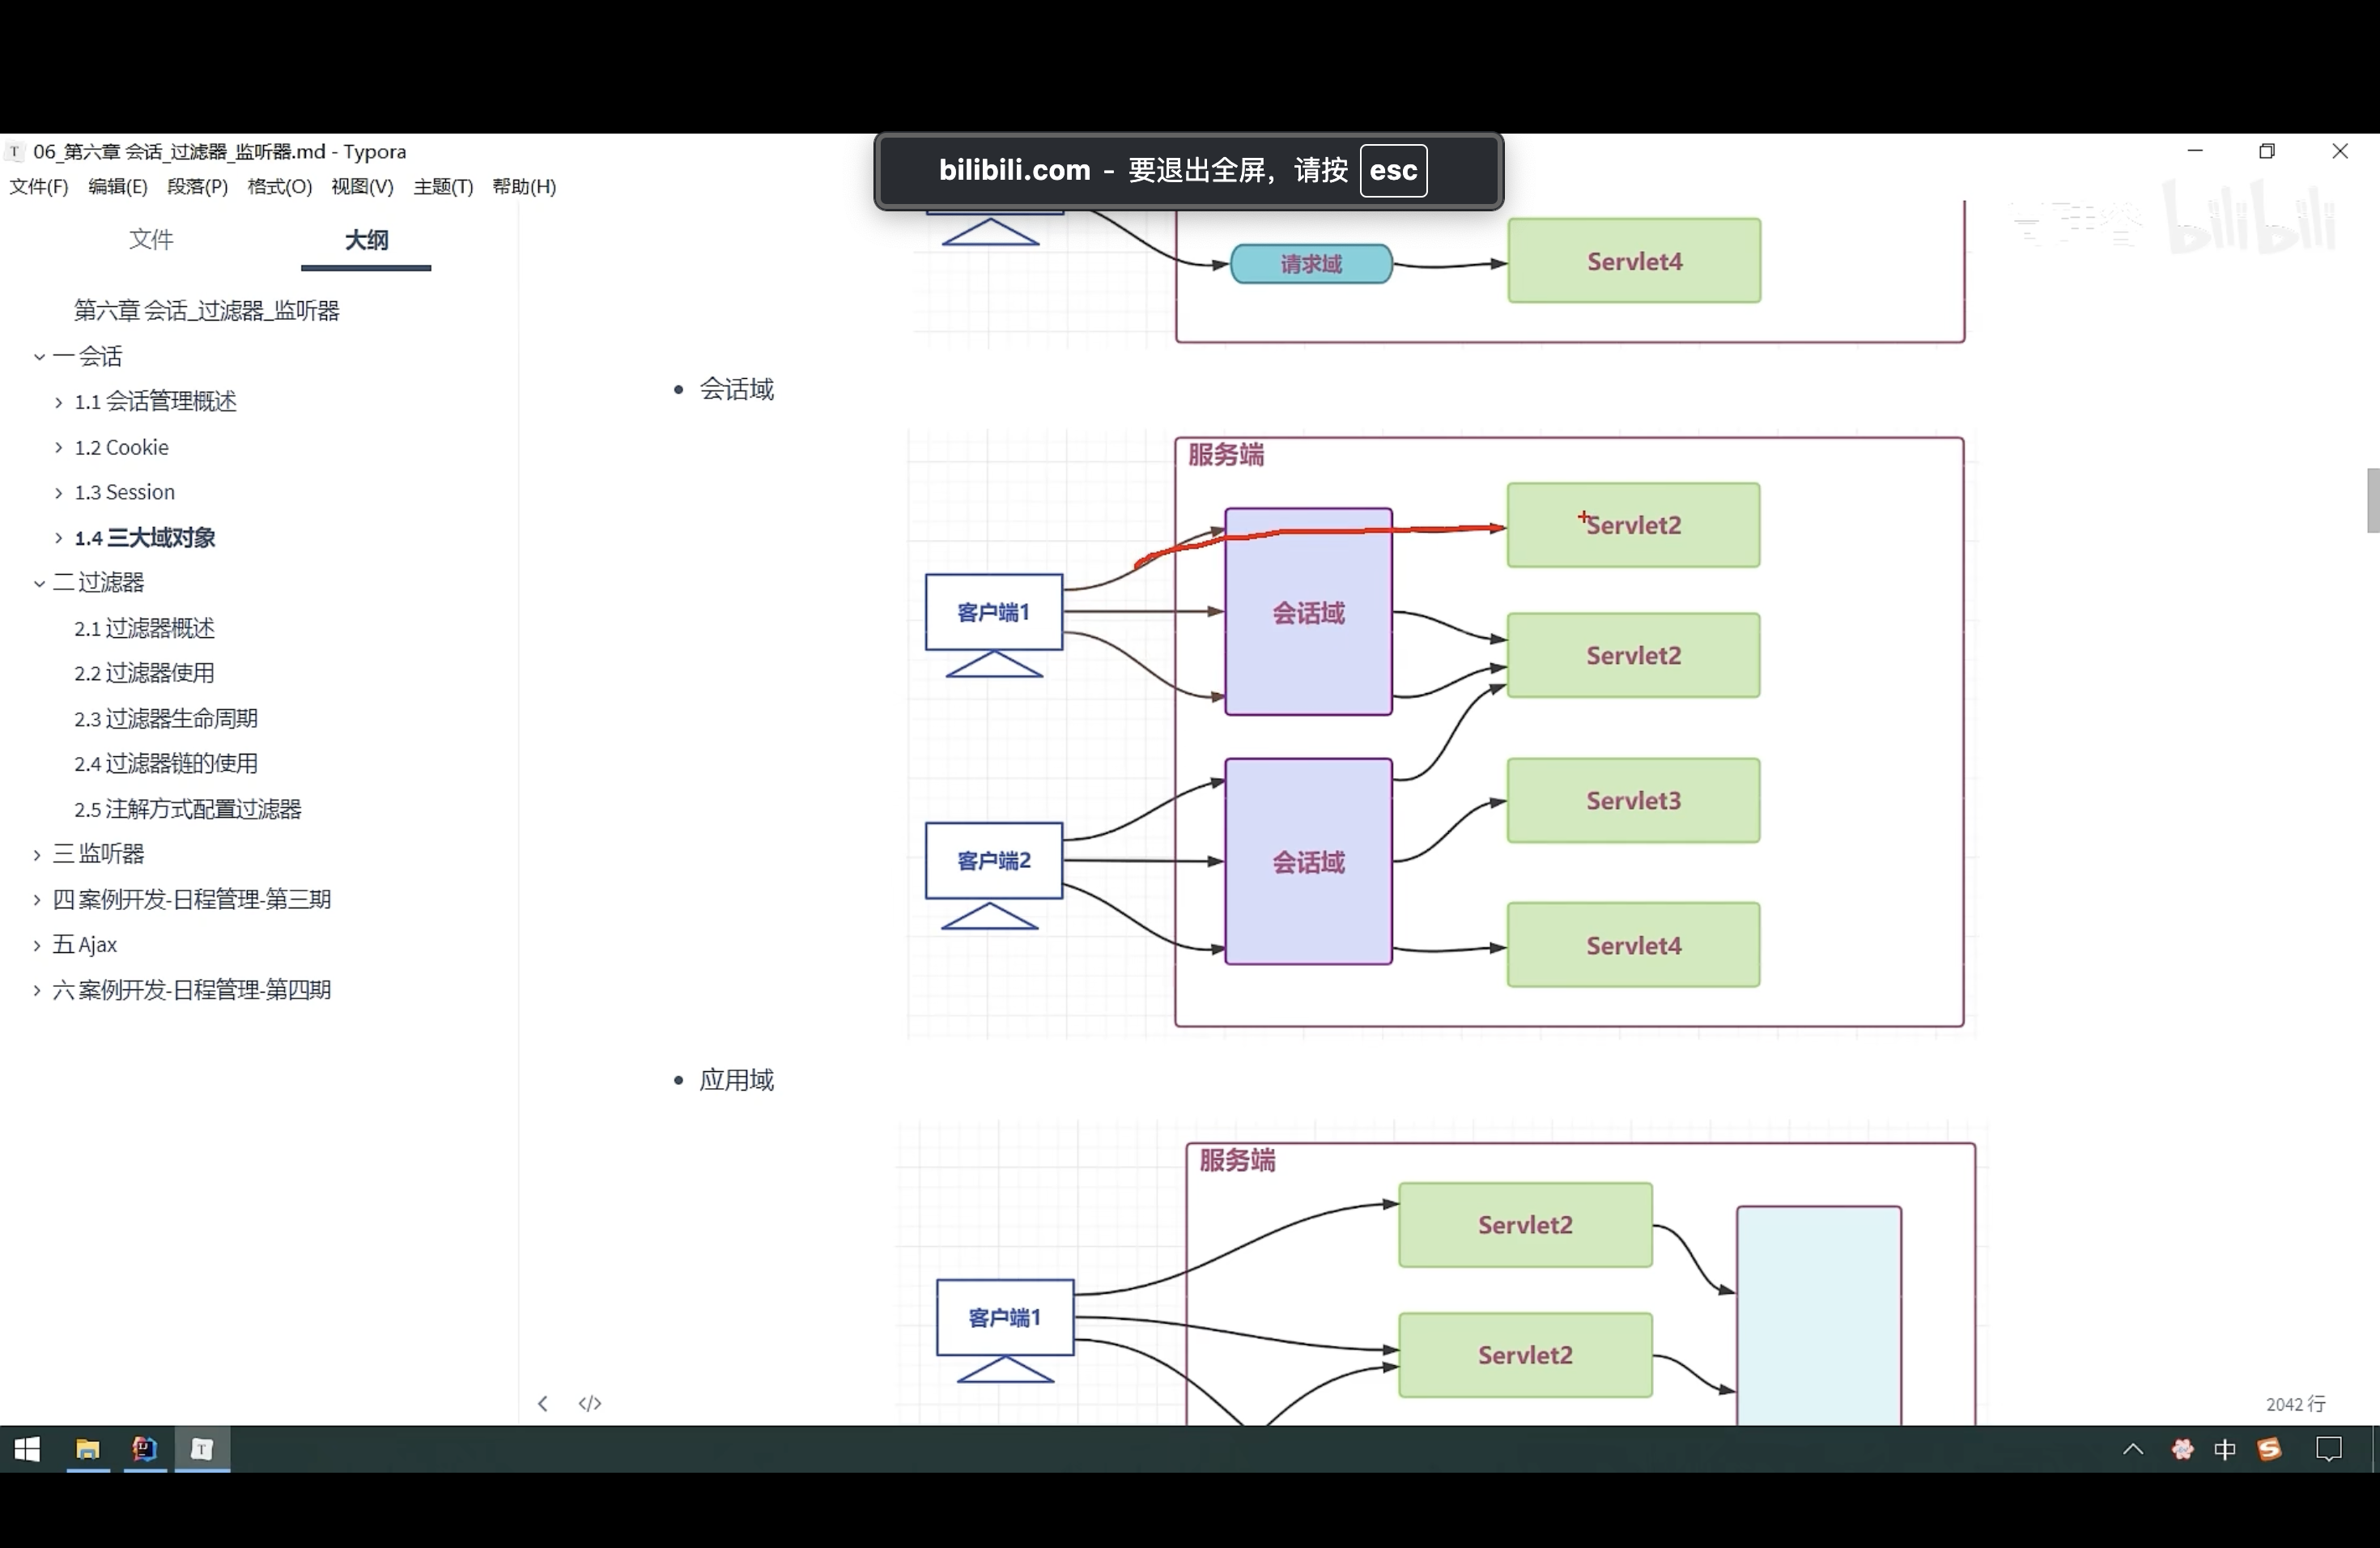 06_第六章 会话_过滤器_监听器.md - Typora
bilibili.com - 要退出全屏，请按 esc
文件(F) 编辑(E) 段落(P) 格式(O) 视图(V) 主题(T) 帮助(H)
文件 大纲
第六章 会话_过滤器_监听器
一 会话
1.1 会话管理概述
1.2 Cookie
1.3 Session
1.4 三大域对象
二 过滤器
2.1 过滤器概述
2.2 过滤器使用
2.3 过滤器生命周期
2.4 过滤器链的使用
2.5 注解方式配置过滤器
三 监听器
四 案例开发-日程管理-第三期
五 Ajax
六 案例开发-日程管理-第四期
bilibili
请求域
Servlet4
会话域
服务端
客户端1
会话域
Servlet2
Servlet2
客户端2
会话域
Servlet3
Servlet4
应用域
服务端
客户端1
Servlet2
Servlet2
2042 行
中